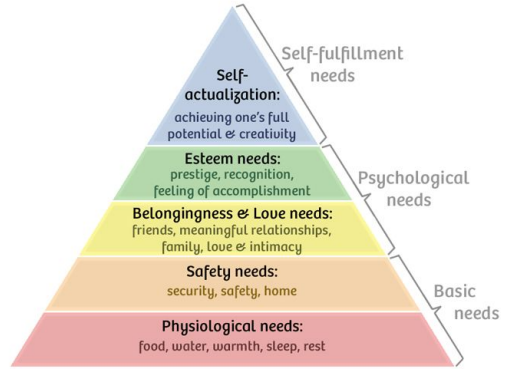 Self-
actualization:
achieving one's full
potential & creativity
Self-fulfillment
needs
Esteem needs:
prestige, recognition,
feeling of accomplishment
Psychological
needs
Belongingness & Love needs:
friends, meaningful relationships,
family, love & intimacy
Safety needs:
security, safety, home
Basic
needs
Physiological needs:
food, water, warmth, sleep, rest